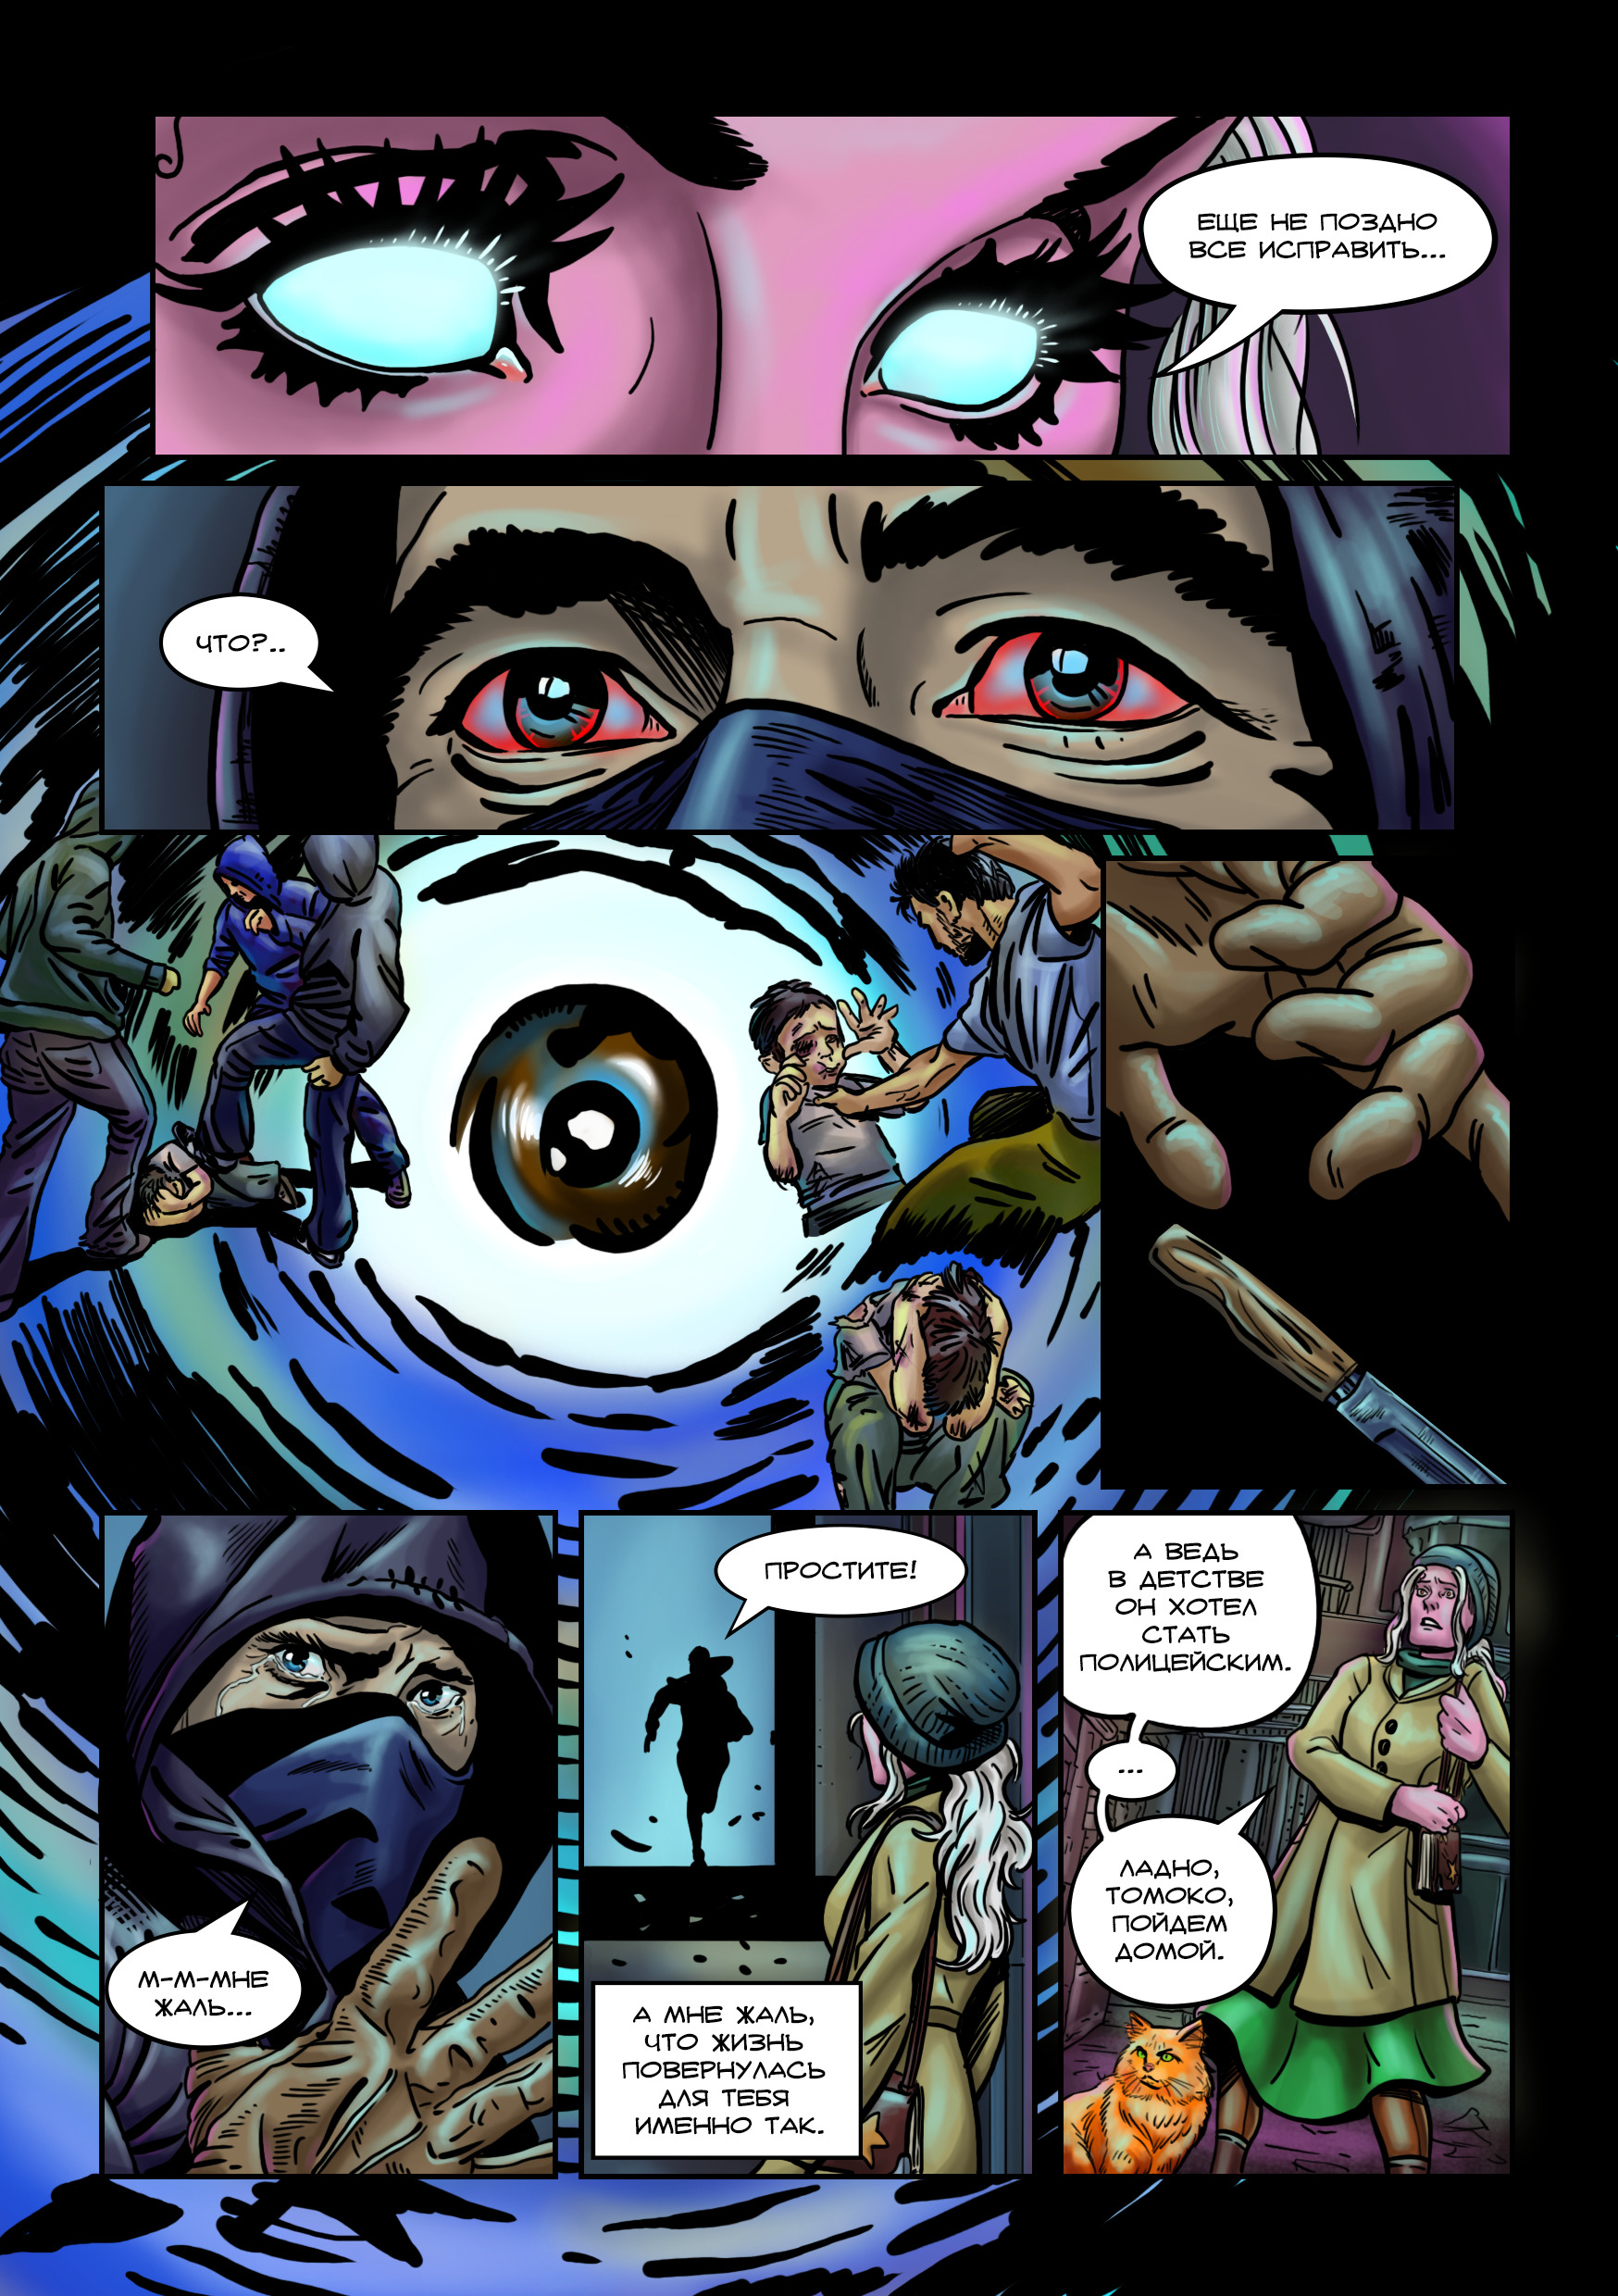 ЕЩЕ НЕ ПОЗДНО
ВСЕ ИСПРАВИТЬ...
ЧТО?..
М-М-МНЕ
ЖАЛЬ...
ПРОСТИТЕ!
А МНЕ ЖАЛЬ,
ЧТО ЖИЗНЬ
ПОВЕРНУЛАСЬ
ДЛЯ ТЕБЯ
ИМЕННО ТАК.
А ВЕДЬ
В ДЕТСТВЕ
ОН ХОТЕЛ
СТАТЬ
ПОЛИЦЕЙСКИМ.
...
ЛАДНО,
ТОМОКО,
ПОЙДЕМ
ДОМОЙ.